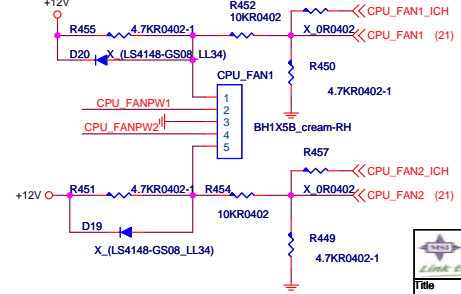 +12V
R452
10KR0402
CPU_FAN1_ICH
R455
4.7KR0402-1
X_0R0402
CPU_FAN1 (21)
D20
X_(LS4148-GS08_LL34)
R450
CPU_FAN1
4.7KR0402-1
1
CPU_FANPW1
2
3
CPU_FANPW2
4
BH1X5B_cream-RH
5
R457
CPU_FAN2_ICH
+12V
R451
4.7KR0402-1
R454
X_0R0402
CPU_FAN2 (21)
10KR0402
D19
R449
X_(LS4148-GS08_LL34)
4.7KR0402-1
MSI
Link t
Title